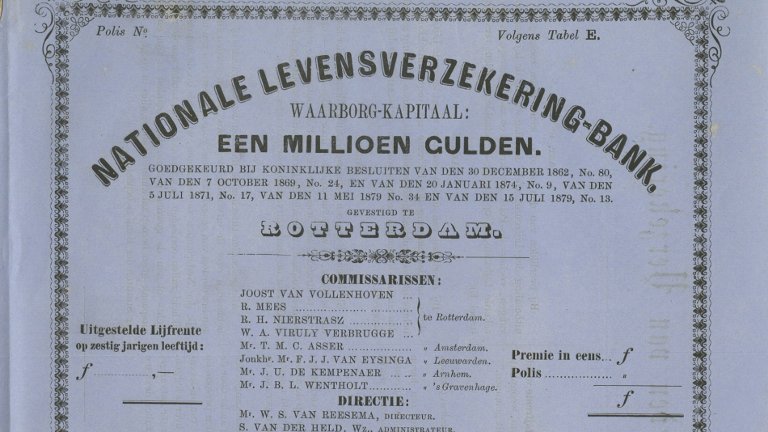 Polis No.
Volgens Tabel E.
NATIONALE LEVENSVERZEKERING-BANK.
WAARBORG-KAPITAAL:
EEN MILLIOEN GULDEN.
GOEDGEKEURD BIJ KONINKLIJKE BESLUITEN VAN DEN 30 DECEMBER 1862, No. 80,
VAN DEN 7 OCTOBER 1869, No. 24, EN VAN DEN 20 JANUARI 1874, No. 9, VAN DEN
5 JULI 1871, No. 17, VAN DEN 11 MEI 1879 No. 34 EN VAN DEN 15 JULI 1879, No. 13.
GEVESTIGD TE
ROTTERDAM.
COMMISSARISSEN:
JOOST VAN VOLLENHOVEN ...
R. MEES ...
R. H. NIERSTRASZ ...
W. A. VIRULY VERBRUGGE ...
te Rotterdam.
Mr. T. M. C. ASSER ... „ Amsterdam.
Jonkhr. Mr. F. J. J. VAN EYSINGA „ Leeuwarden.
Mr. J. U. DE KEMPENAER ... „ Arnhem.
Mr. J. B. L. WENTHOLT ... „ 's Gravenhage.
DIRECTIE:
Mr. W. S. VAN REESEMA, DIRECTEUR.
S. VAN DER HELD, Wz., ADMINISTRATEUR.
Uitgestelde Lijfrente
op zestig jarigen leeftijd:
f ...,—
Premie in eens... f
Polis ... „
f